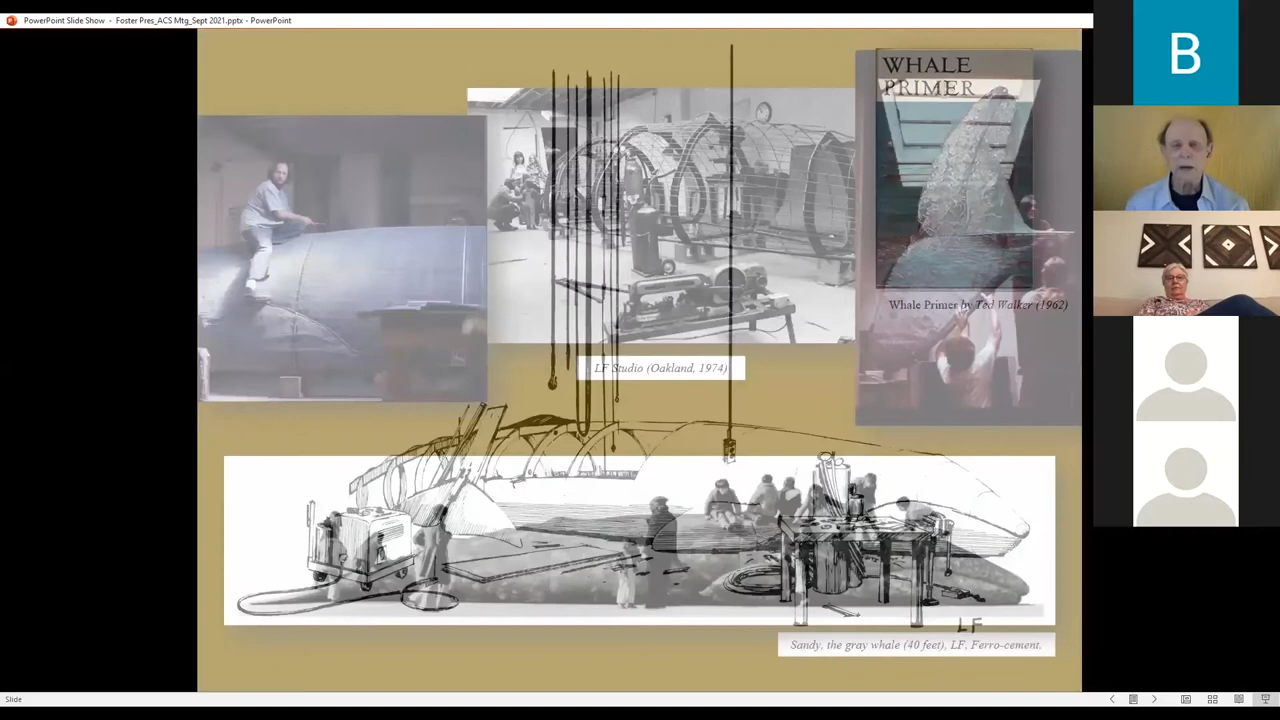 PowerPoint Slide Show - Foster Pres_ACS Mtg_Sept 2021.pptx - PowerPoint
B
WHALE
PRIMER
Whale Primer by Ted Walker (1962)
LF Studio (Oakland, 1974)
LF
Sandy, the gray whale (40 feet), LF, Ferro-cement.
Slide